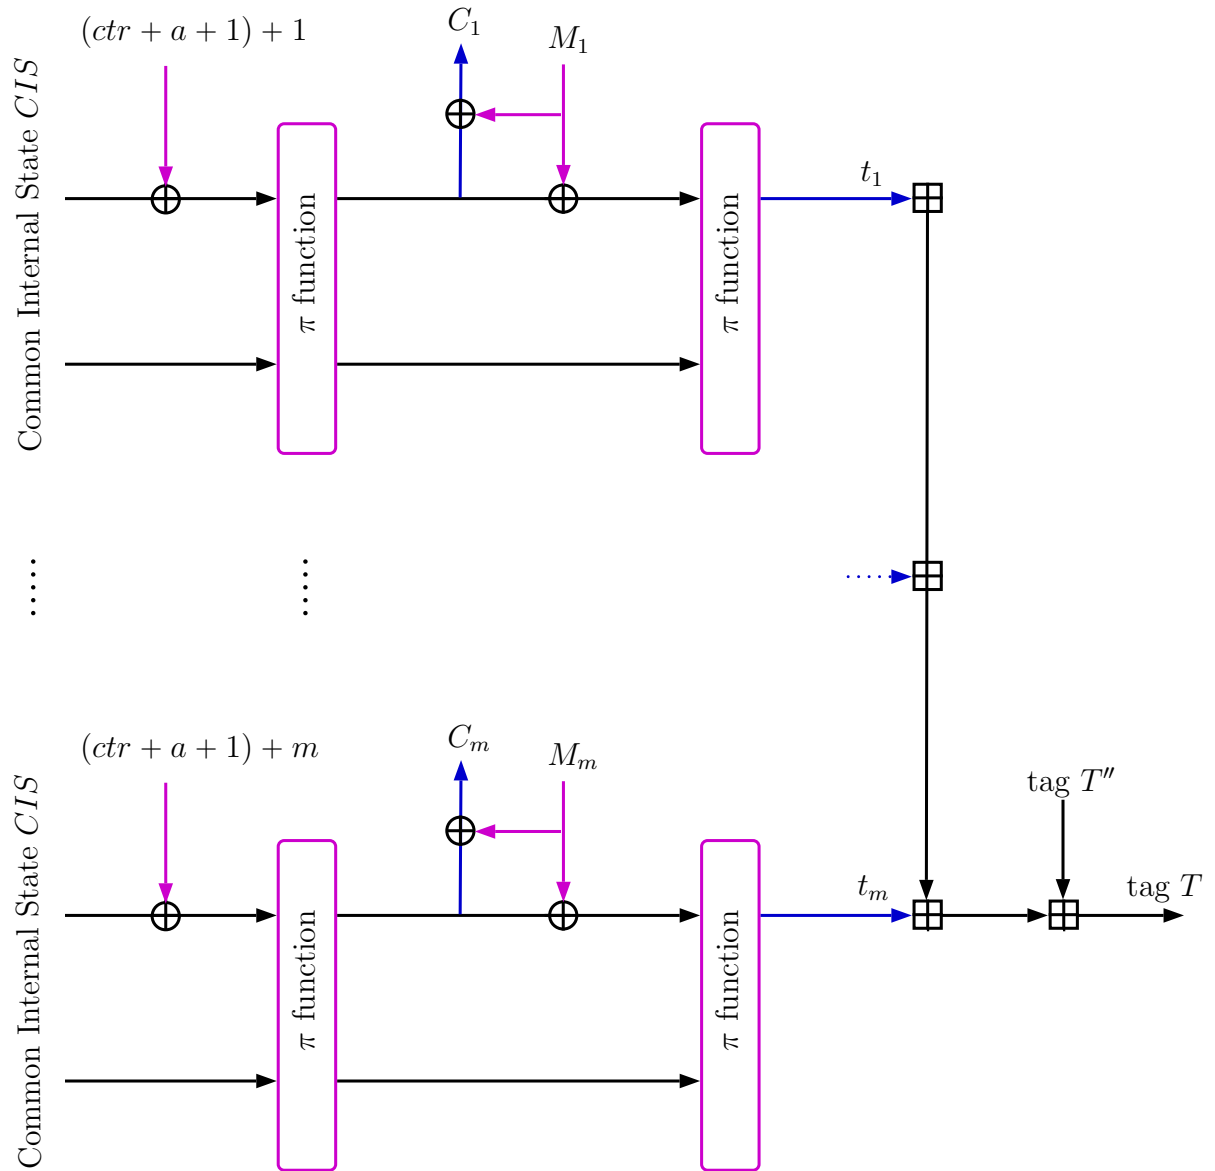 (ctr + a + 1) + 1
C₁
M₁
Common Internal State CIS
π function
π function
t₁
.....
.....
.....
(ctr + a + 1) + m
Cₘ
Mₘ
Common Internal State CIS
π function
π function
tₘ
tag T″
tag T